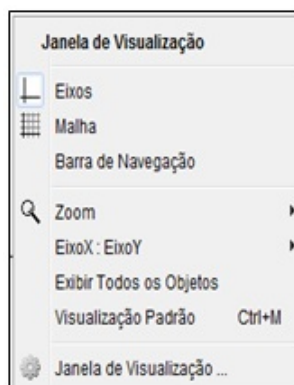 Janela de Visualização
Eixos
Malha
Barra de Navegação
Zoom
EixoX : EixoY
Exibir Todos os Objetos
Visualização Padrão Ctrl+M
Janela de Visualização ...